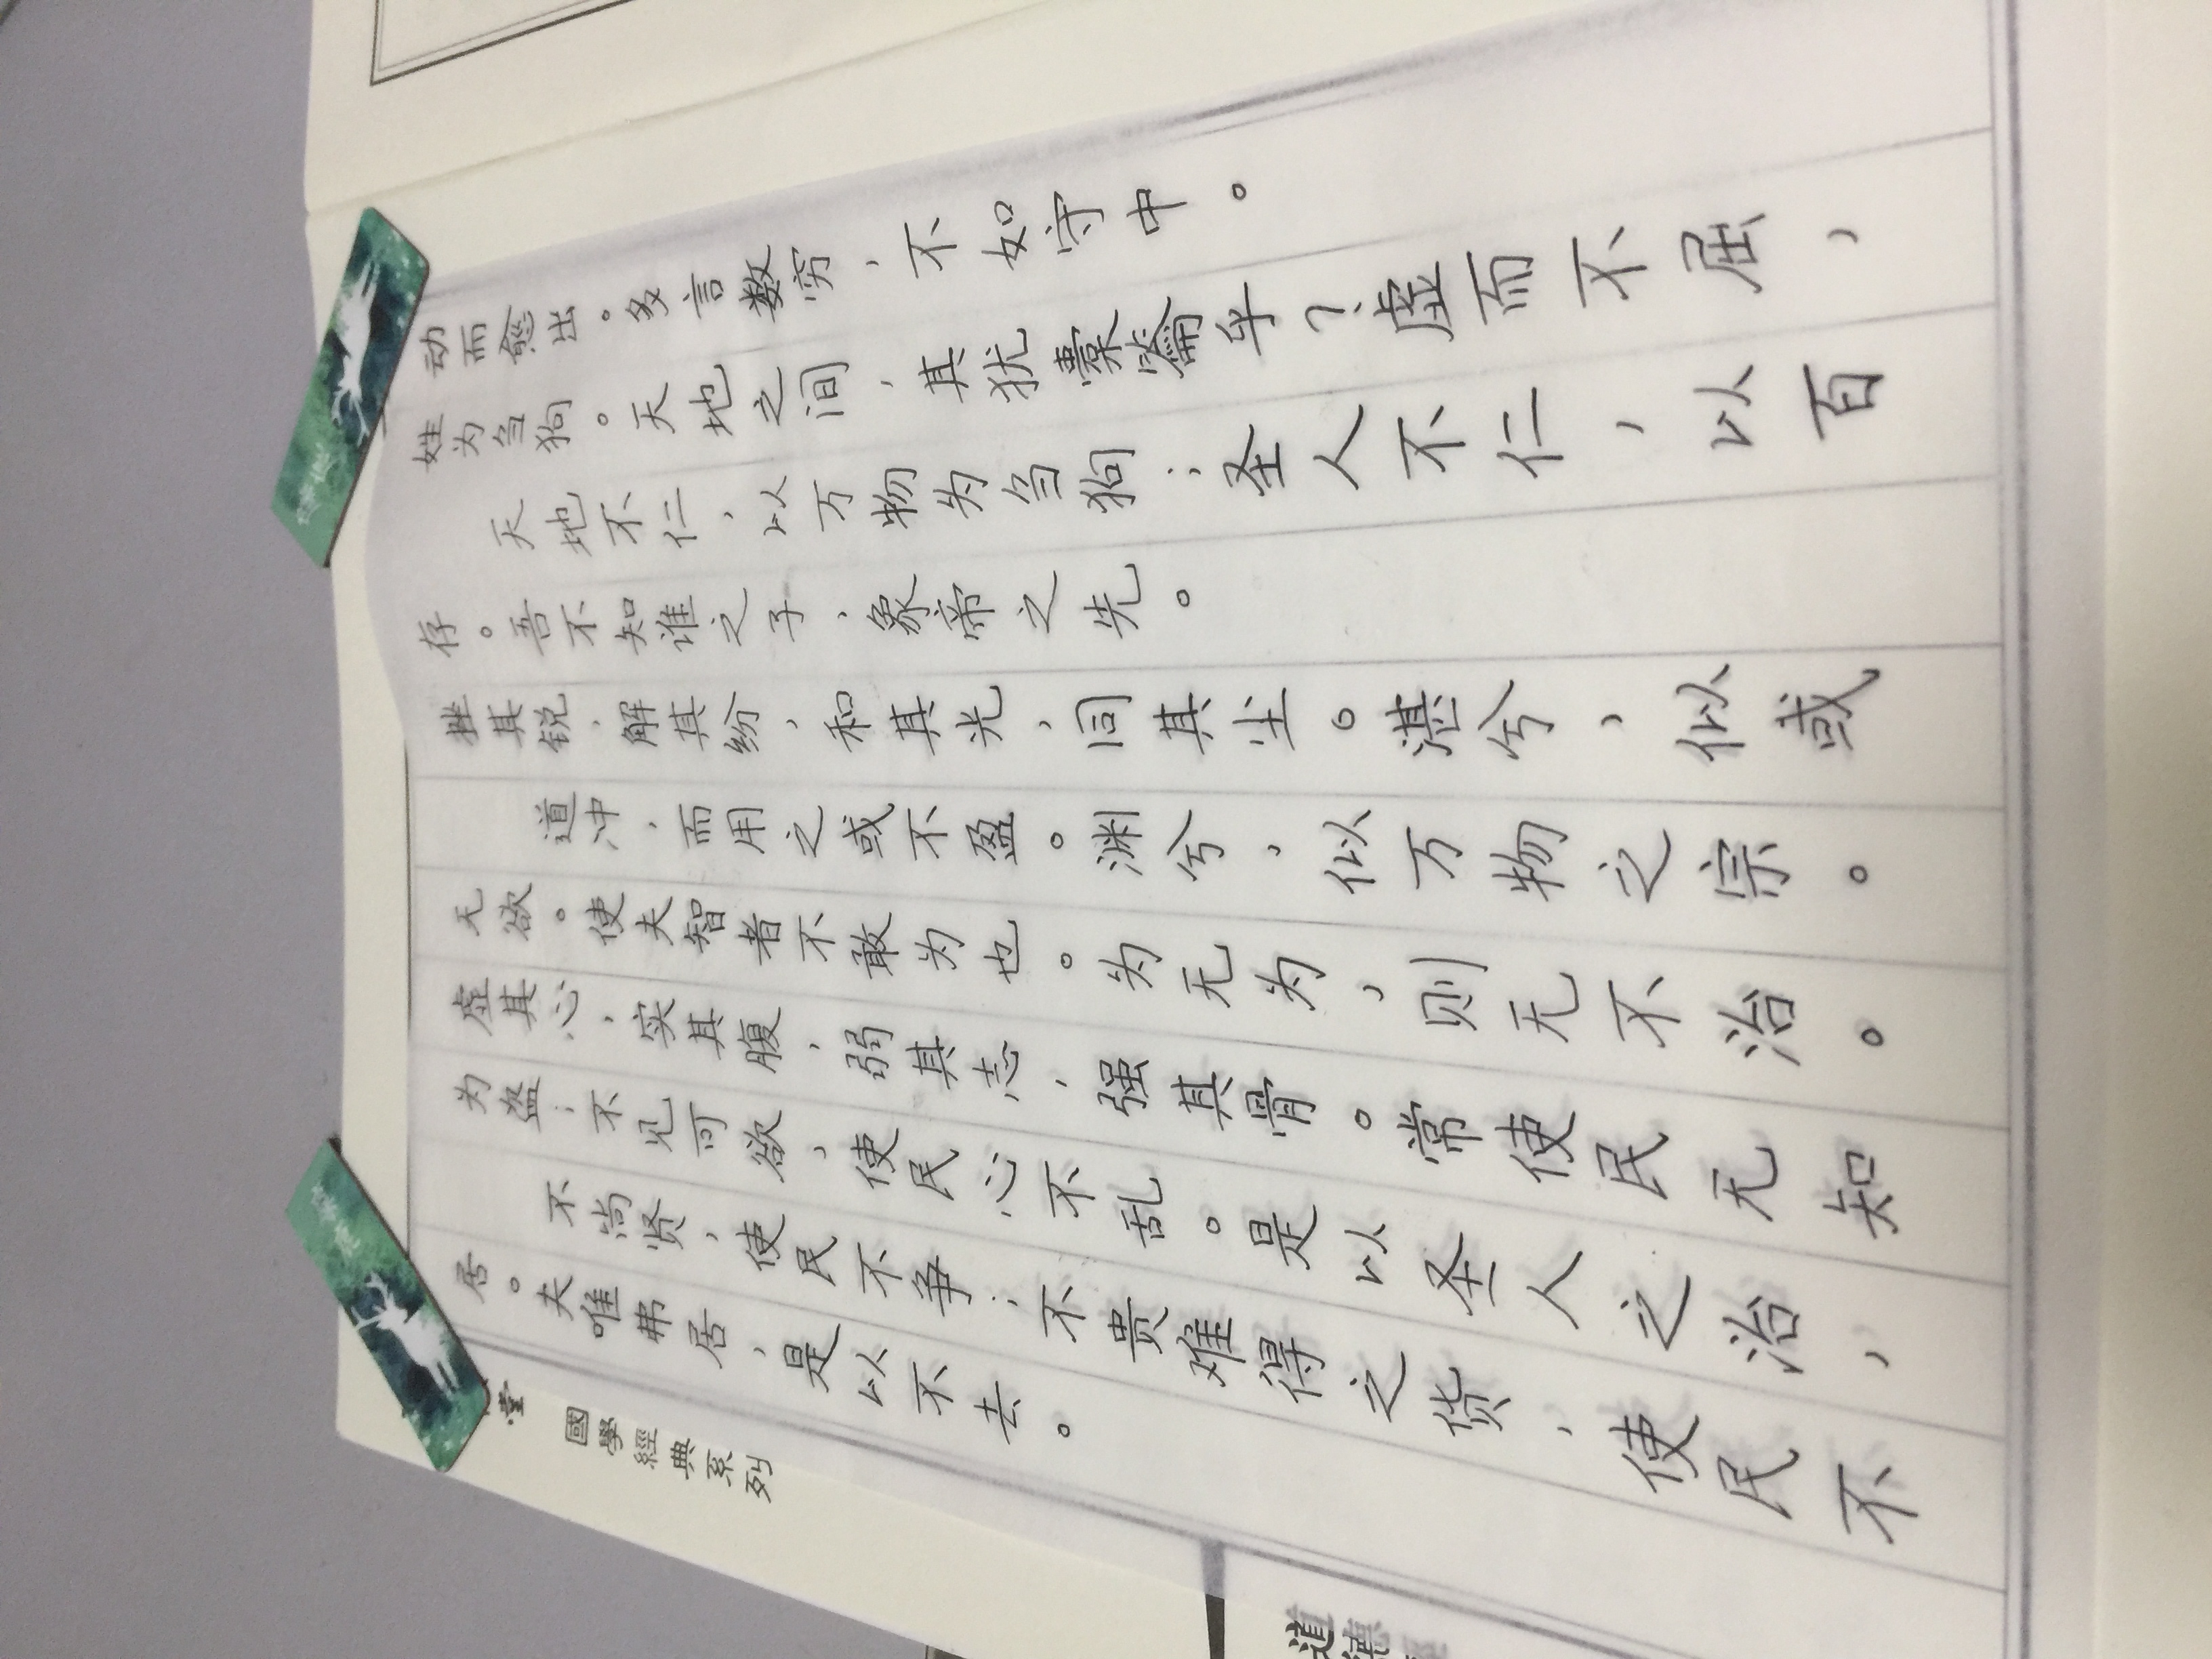 堂 國學經典系列
道德
居。夫唯弗居，是以不去。
不尚贤，使民不争；不贵难得之货，使民不
为盗；不见可欲，使民心不乱。是以圣人之治，
虚其心，实其腹，弱其志，强其骨。常使民无知
无欲。使夫智者不敢为也。为无为，则无不治。
道冲，而用之或不盈。渊兮，似万物之宗。
挫其锐，解其纷，和其光，同其尘。湛兮，似或
存。吾不知谁之子，象帝之先。
天地不仁，以万物为刍狗；圣人不仁，以百
姓为刍狗。天地之间，其犹橐籥乎？虚而不屈，
动而愈出。多言数穷，不如守中。